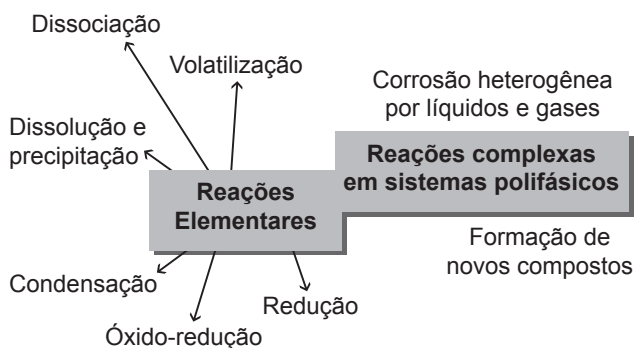 Dissociação
Volatilização
Dissolução e
precipitação
Reações
Elementares
Condensação
Óxido-redução
Redução
Corrosão heterogênea
por líquidos e gases
Reações complexas
em sistemas polifásicos
Formação de
novos compostos